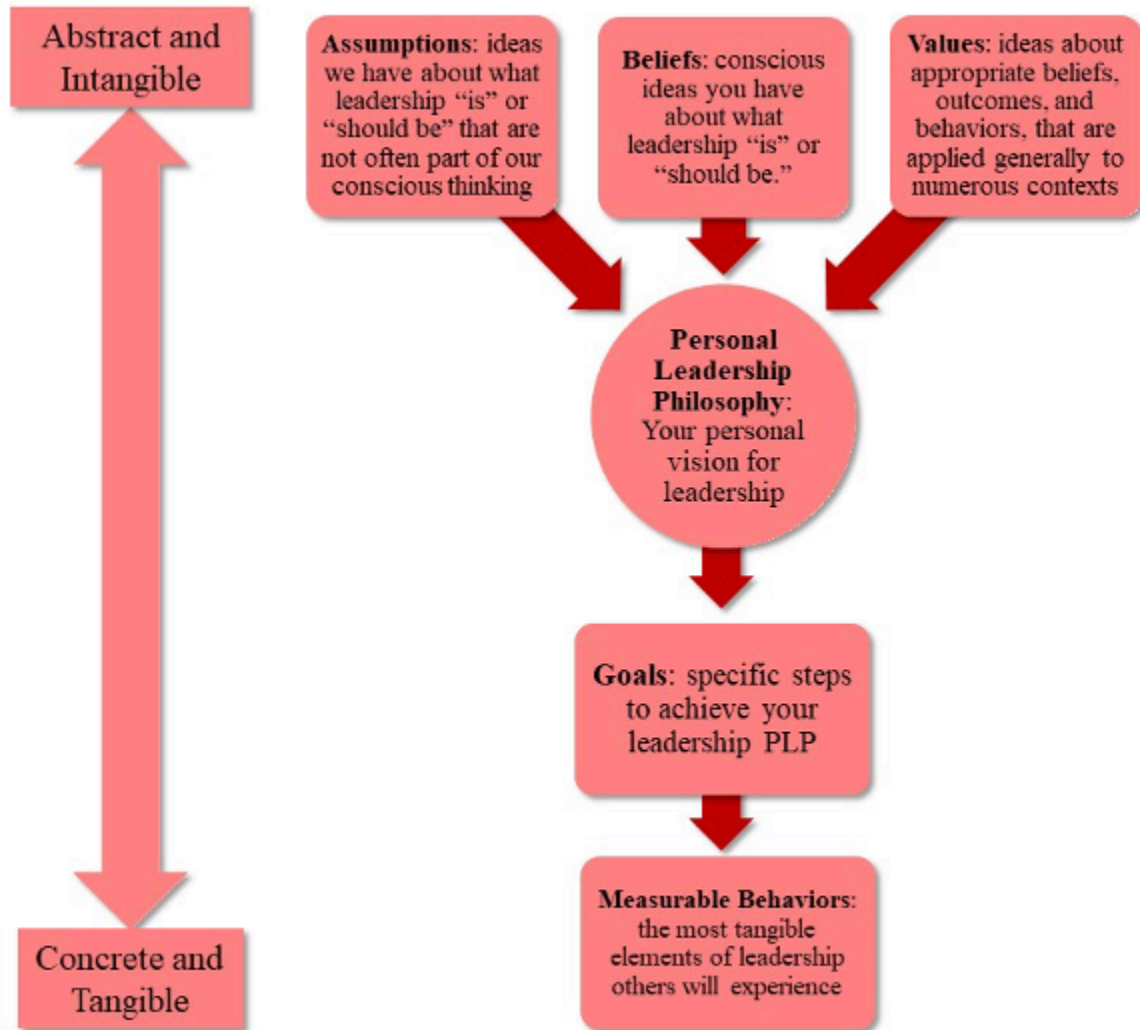 Abstract and
Intangible
Assumptions: ideas
we have about what
leadership “is” or
“should be” that are
not often part of our
conscious thinking
Beliefs: conscious
ideas you have
about what
leadership “is” or
“should be.”
Values: ideas about
appropriate beliefs,
outcomes, and
behaviors, that are
applied generally to
numerous contexts
Personal
Leadership
Philosophy:
Your personal
vision for
leadership
Goals: specific steps
to achieve your
leadership PLP
Measurable Behaviors:
the most tangible
elements of leadership
others will experience
Concrete and
Tangible